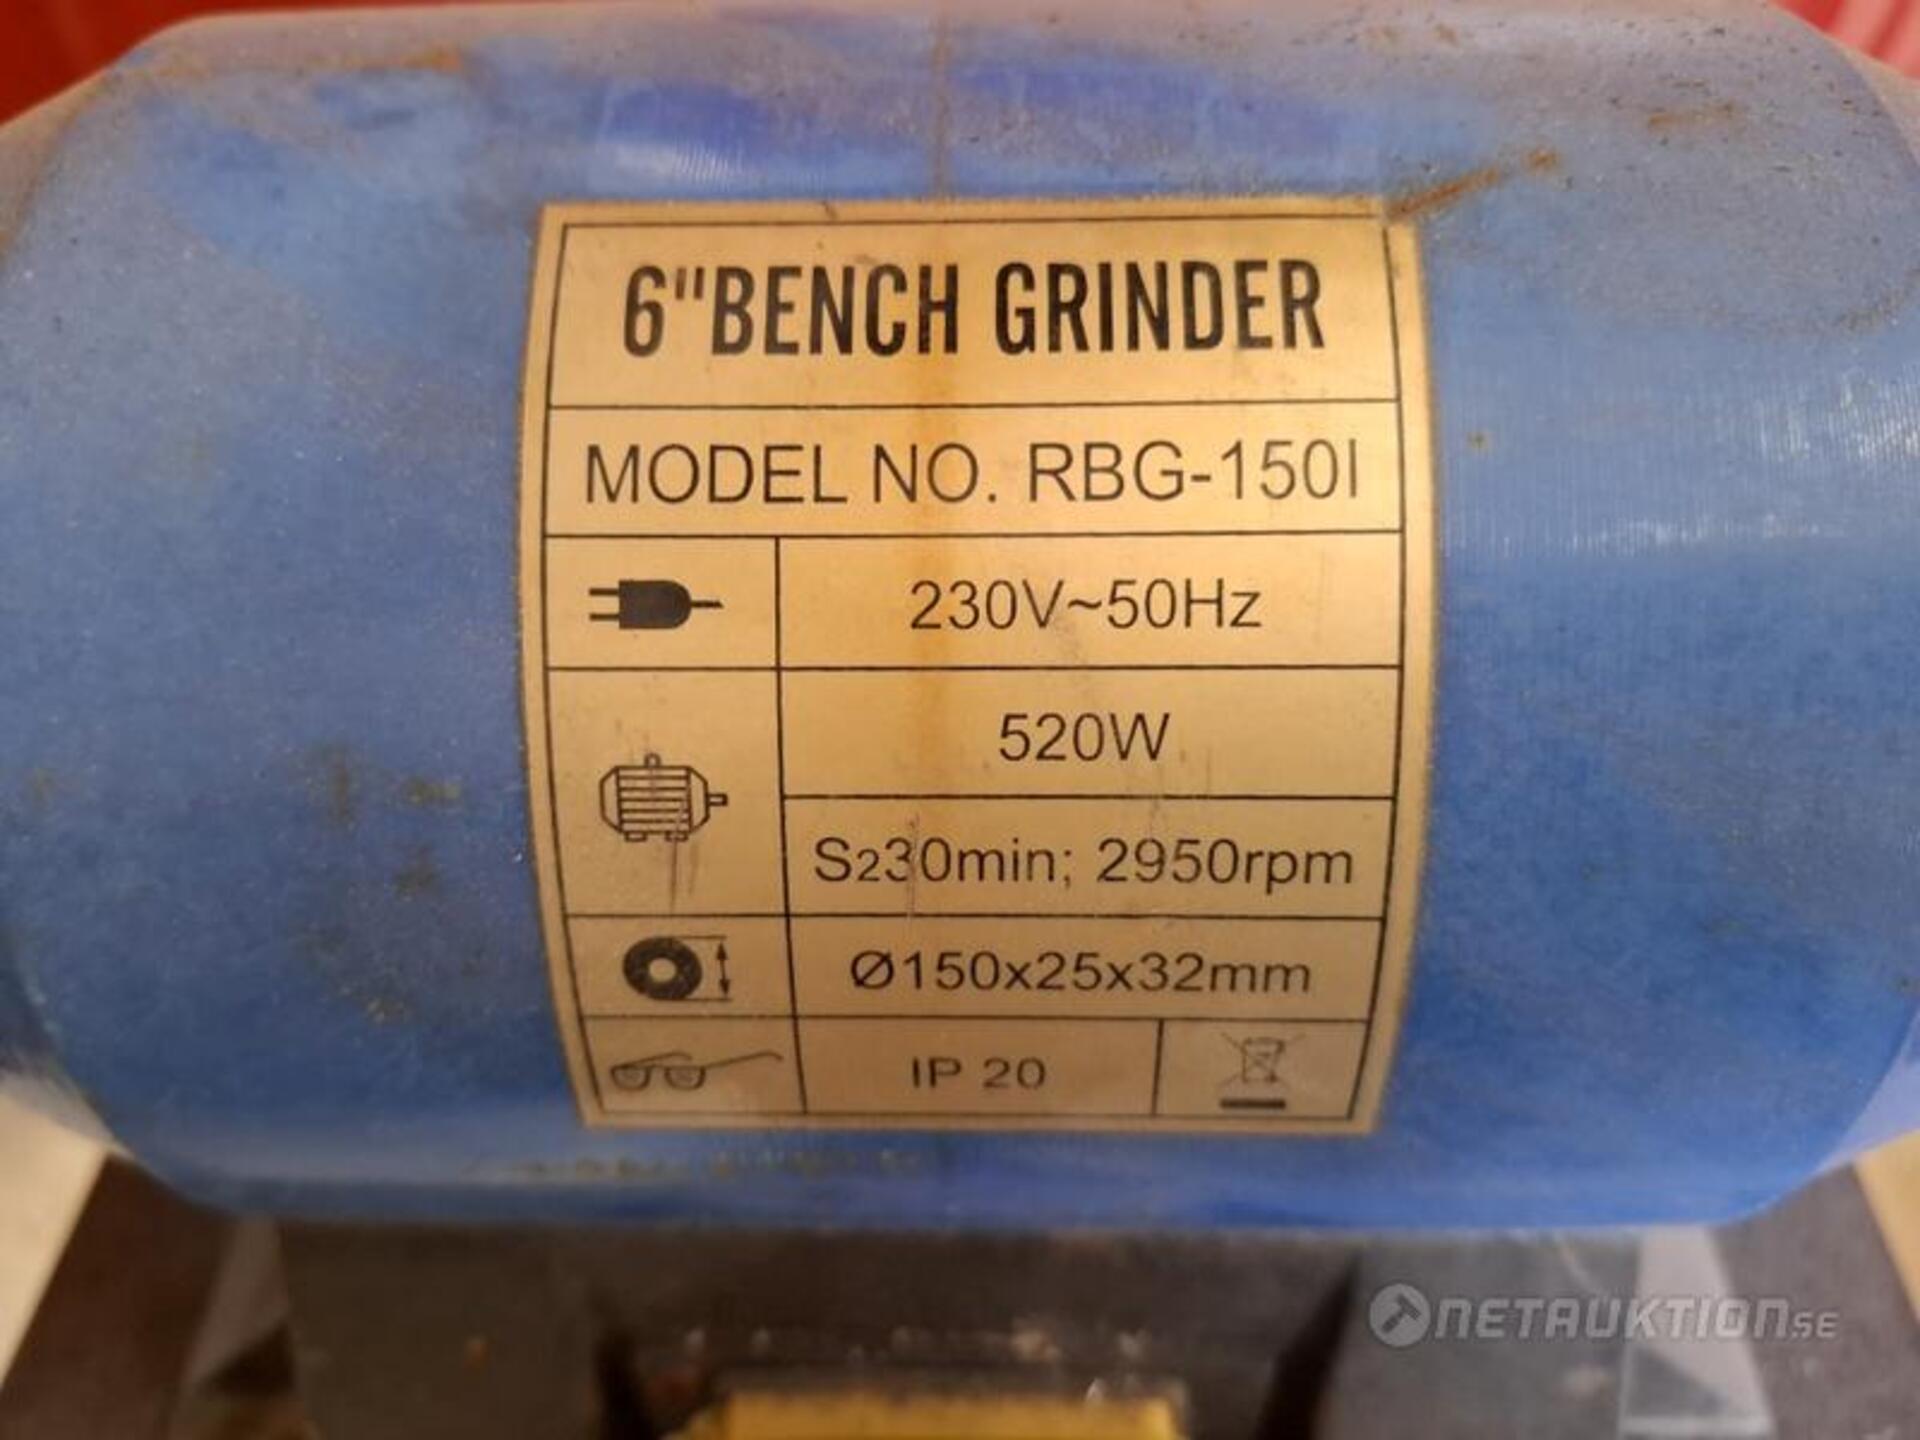 6"BENCH GRINDER
MODEL NO. RBG-150I
230V~50Hz
520W
S230min; 2950rpm
Ø150x25x32mm
IP 20
NETAUKTION.SE